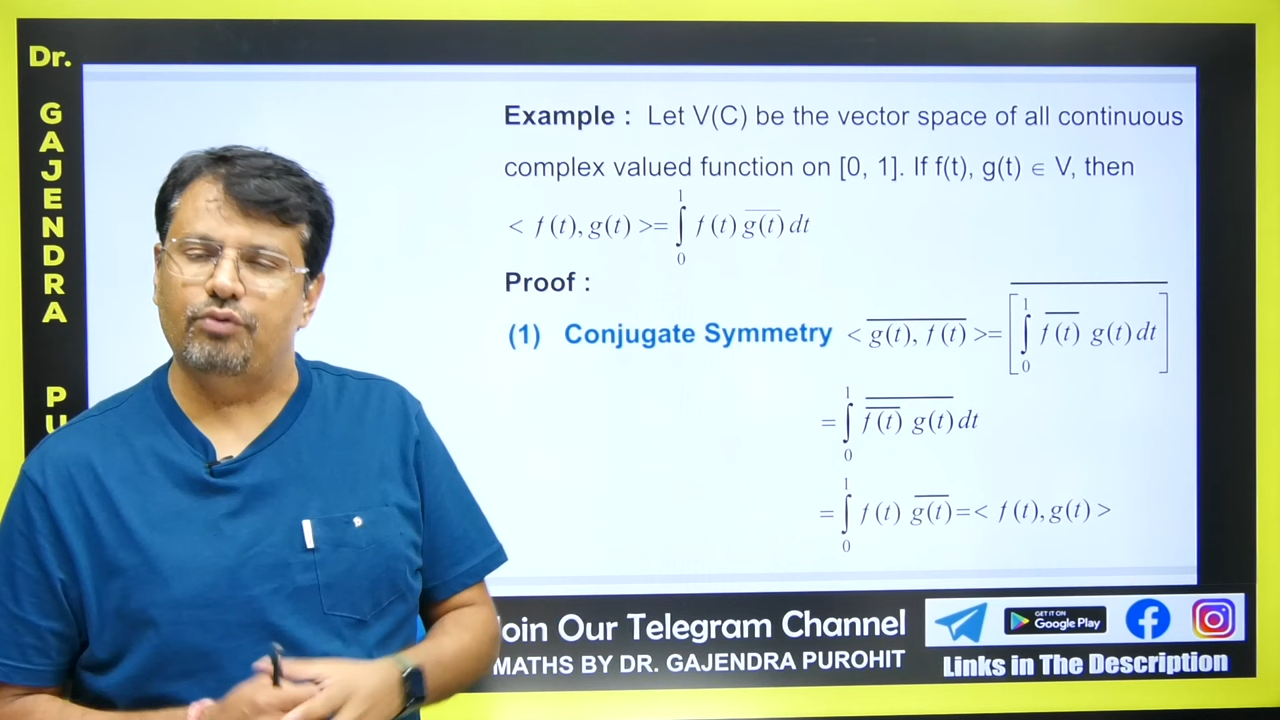 Dr.
GAJENDRA
PU
Example : Let V(C) be the vector space of all continuous
complex valued function on [0, 1]. If f(t), g(t) ∈ V, then
< f(t), g(t) >= ∫₀¹ f(t) \overline{g(t)} dt
Proof :
(1) Conjugate Symmetry < \overline{g(t), f(t)} >= \overline{[∫₀¹ \overline{f(t)} g(t) dt]}
= ∫₀¹ \overline{\overline{f(t)} g(t)} dt
= ∫₀¹ f(t) \overline{g(t)} =< f(t), g(t) >
Join Our Telegram Channel
MATHS BY DR. GAJENDRA PUROHIT
GET IT ON
Google Play
Links in The Description